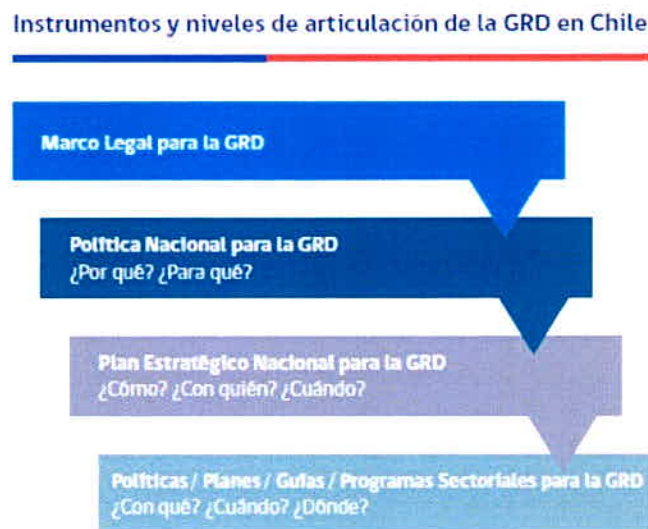 Instrumentos y niveles de articulación de la GRD en Chile
Marco Legal para la GRD
Política Nacional para la GRD
¿Por qué? ¿Para qué?
Plan Estratégico Nacional para la GRD
¿Cómo? ¿Con quién? ¿Cuándo?
Políticas / Planes / Guías / Programas Sectoriales para la GRD
¿Con qué? ¿Cuándo? ¿Dónde?